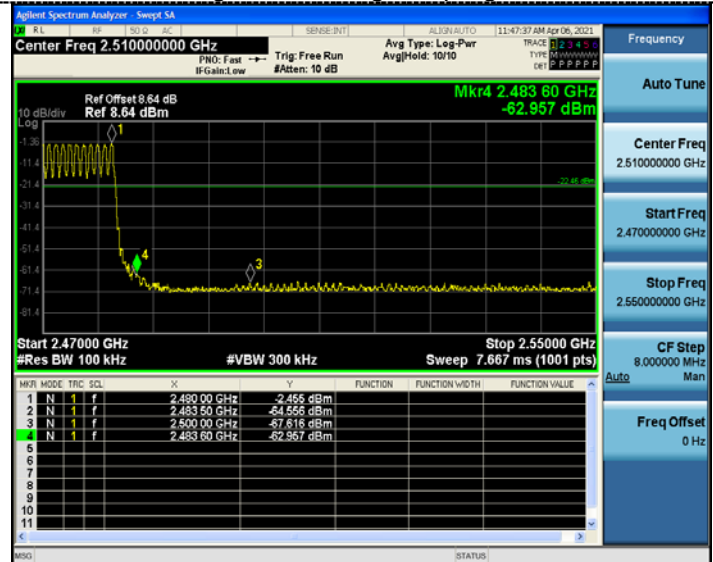 Agilent Spectrum Analyzer - Swept SA
RL RF 50 Ω AC SENSE:INT ALIGN AUTO 11:47:37 AM Apr 06, 2021
Center Freq 2.510000000 GHz
PNO: Fast
IFGain:Low
Trig: Free Run
#Atten: 10 dB
Avg Type: Log-Pwr
Avg|Hold: 10/10
TRACE 1 2 3 4 5 6
TYPE M W W W W W
DET P P P P P P
Ref Offset 8.64 dB
Ref 8.64 dBm
10 dB/div
Log
Mkr4 2.483 60 GHz
-62.957 dBm
-1.36
-11.4
-21.4
-31.4
-41.4
-51.4
-61.4
-71.4
-81.4
1
4
3
-22.46 dBm
Start 2.47000 GHz Stop 2.55000 GHz
#Res BW 100 kHz #VBW 300 kHz Sweep 7.667 ms (1001 pts)
MKR MODE TRC SCL X Y FUNCTION FUNCTION WIDTH FUNCTION VALUE
1 N 1 f 2.480 00 GHz -2.455 dBm
2 N 1 f 2.483 50 GHz -64.556 dBm
3 N 1 f 2.500 00 GHz -67.616 dBm
4 N 1 f 2.483 60 GHz -62.957 dBm
5
6
7
8
9
10
11
MSG STATUS
Frequency
Auto Tune
Center Freq
2.510000000 GHz
Start Freq
2.470000000 GHz
Stop Freq
2.550000000 GHz
CF Step
8.000000 MHz
Auto Man
Freq Offset
0 Hz